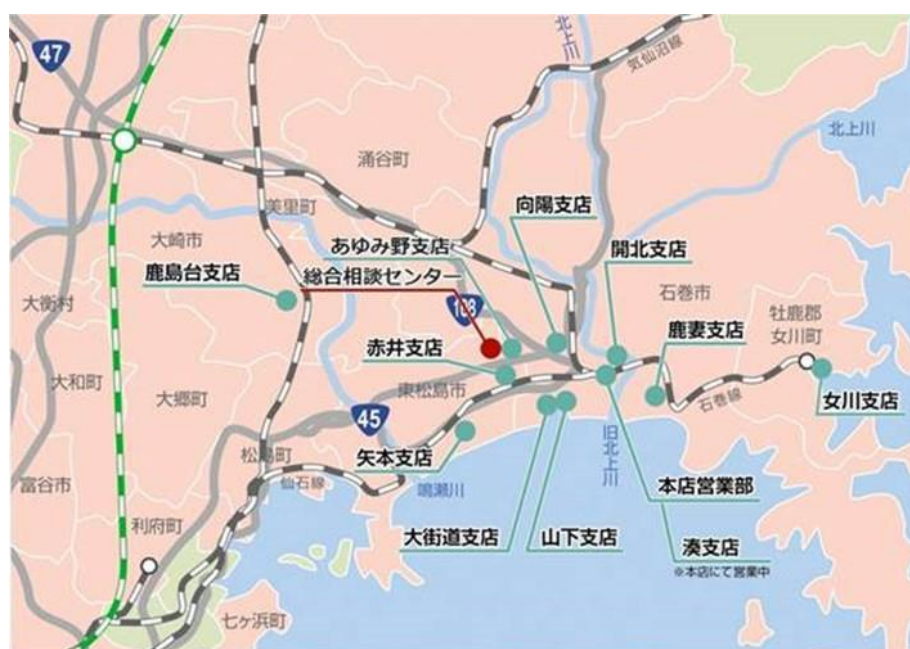 47
北上川
気仙沼線
北上川
涌谷町
向陽支店
美里町
大崎市
あゆみ野支店
開北支店
総合相談センター
鹿島台支店
108
石巻市
大衡村
牡鹿郡
女川町
赤井支店
鹿妻支店
大和町
東松島市
大郷町
石巻線
女川支店
45
矢本支店
旧北上川
松島町
仙石線
鳴瀬川
本店営業部
富谷市
利府町
大街道支店
山下支店
湊支店
※本店にて営業中
七ヶ浜町